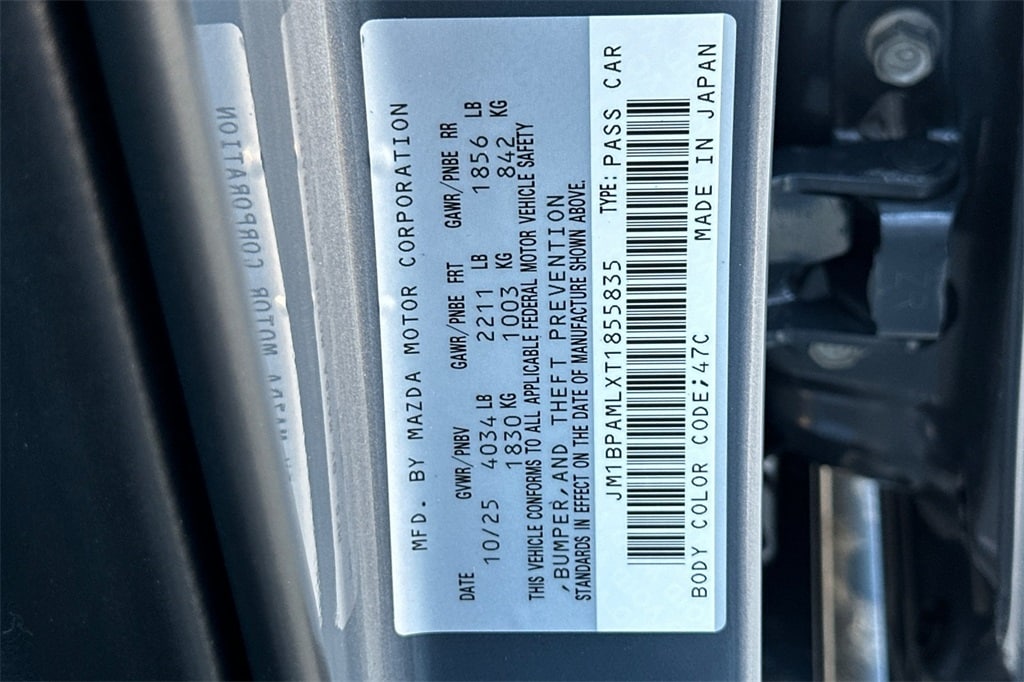 MFD. BY MAZDA MOTOR CORPORATION
DATE GVWR/PNBV GAWR/PNBE FRT GAWR/PNBE RR
10/25 4034 LB 2211 LB 1856 LB
1830 KG 1003 KG 842 KG
THIS VEHICLE CONFORMS TO ALL APPLICABLE FEDERAL MOTOR VEHICLE SAFETY
,BUMPER,AND THEFT PREVENTION
STANDARDS IN EFFECT ON THE DATE OF MANUFACTURE SHOWN ABOVE.
JM1BPAMLXT1855835 TYPE:PASS CAR
BODY COLOR CODE;47C MADE IN JAPAN
MAZDA MOTOR CORPORATION